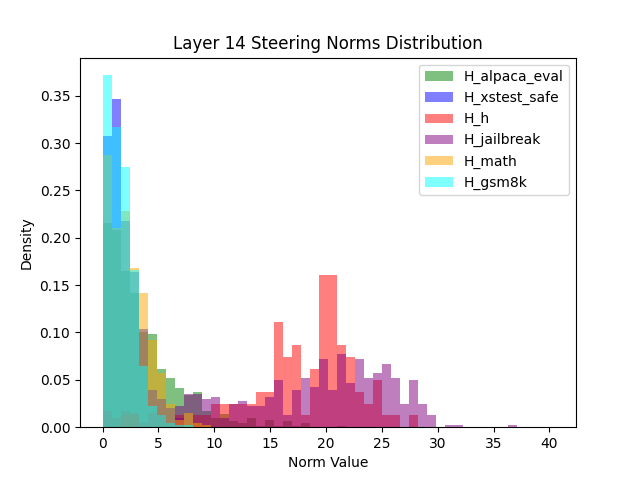 Layer 14 Steering Norms Distribution
H_alpaca_eval
H_xstest_safe
H_h
H_jailbreak
H_math
H_gsm8k
Density
0.35
0.30
0.25
0.20
0.15
0.10
0.05
0.00
0 5 10 15 20 25 30 35 40
Norm Value